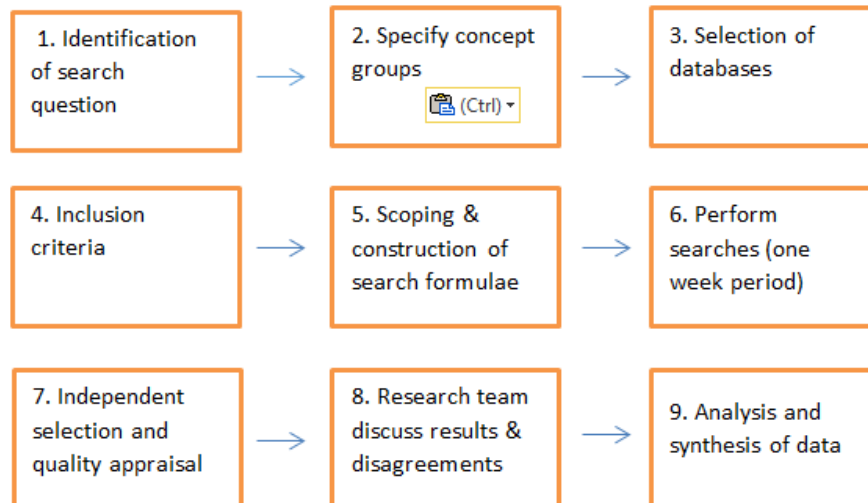 1. Identification
of search
question
2. Specify concept
groups
(Ctrl)
3. Selection of
databases
4. Inclusion
criteria
5. Scoping &
construction of
search formulae
6. Perform
searches (one
week period)
7. Independent
selection and
quality appraisal
8. Research team
discuss results &
disagreements
9. Analysis and
synthesis of data